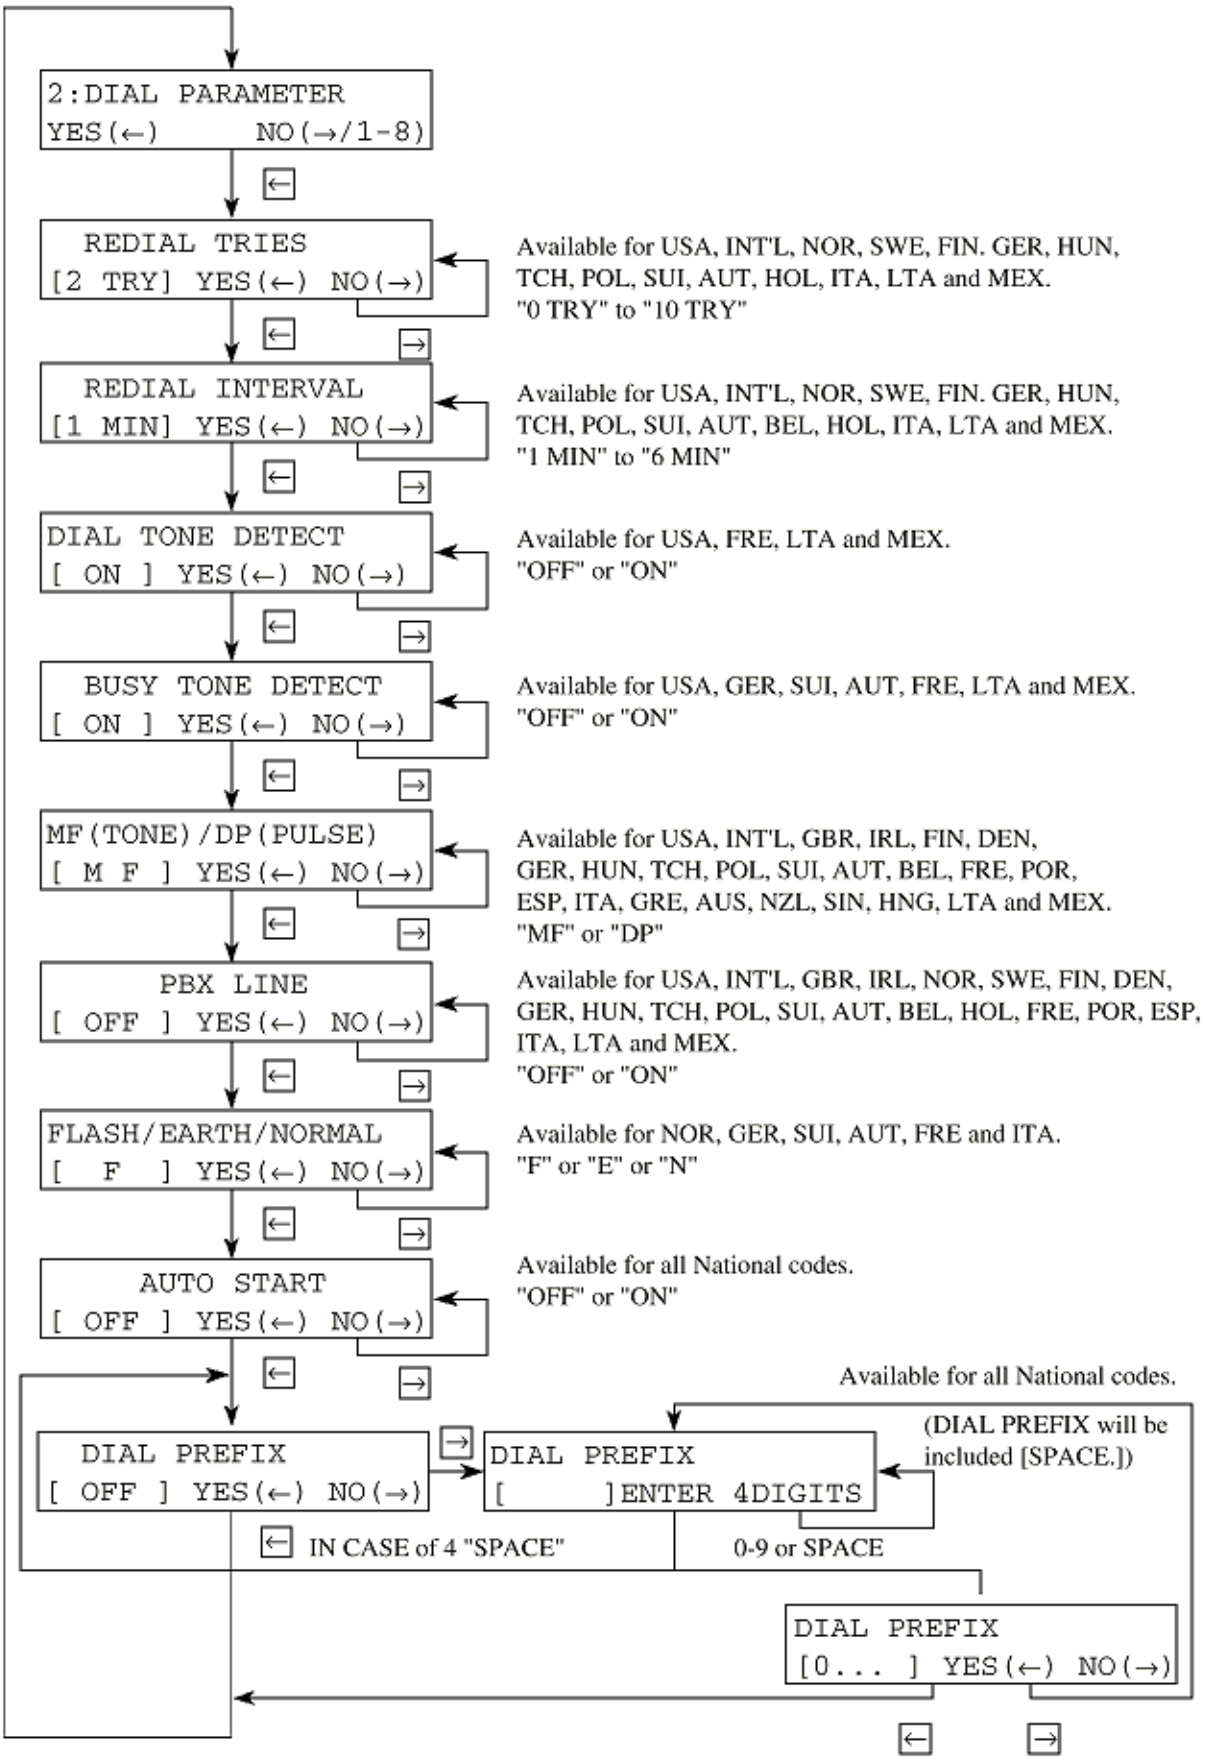 2:DIAL PARAMETER
YES(←) NO(→/1-8)
←
REDIAL TRIES
[2 TRY] YES(←) NO(→)
Available for USA, INT'L, NOR, SWE, FIN. GER, HUN,
TCH, POL, SUI, AUT, HOL, ITA, LTA and MEX.
"0 TRY" to "10 TRY"
←
→
REDIAL INTERVAL
[1 MIN] YES(←) NO(→)
Available for USA, INT'L, NOR, SWE, FIN. GER, HUN,
TCH, POL, SUI, AUT, BEL, HOL, ITA, LTA and MEX.
"1 MIN" to "6 MIN"
←
→
DIAL TONE DETECT
[ ON ] YES(←) NO(→)
Available for USA, FRE, LTA and MEX.
"OFF" or "ON"
←
→
BUSY TONE DETECT
[ ON ] YES(←) NO(→)
Available for USA, GER, SUI, AUT, FRE, LTA and MEX.
"OFF" or "ON"
←
→
MF(TONE)/DP(PULSE)
[ M F ] YES(←) NO(→)
Available for USA, INT'L, GBR, IRL, FIN, DEN,
GER, HUN, TCH, POL, SUI, AUT, BEL, FRE, POR,
ESP, ITA, GRE, AUS, NZL, SIN, HNG, LTA and MEX.
"MF" or "DP"
←
→
PBX LINE
[ OFF ] YES(←) NO(→)
Available for USA, INT'L, GBR, IRL, NOR, SWE, FIN, DEN,
GER, HUN, TCH, POL, SUI, AUT, BEL, HOL, FRE, POR, ESP,
ITA, LTA and MEX.
"OFF" or "ON"
←
→
FLASH/EARTH/NORMAL
[ F ] YES(←) NO(→)
Available for NOR, GER, SUI, AUT, FRE and ITA.
"F" or "E" or "N"
←
→
AUTO START
[ OFF ] YES(←) NO(→)
Available for all National codes.
"OFF" or "ON"
←
→
Available for all National codes.
(DIAL PREFIX will be
included [SPACE.])
DIAL PREFIX
[ OFF ] YES(←) NO(→)
→
DIAL PREFIX
[ ]ENTER 4DIGITS
← IN CASE of 4 "SPACE"
0-9 or SPACE
DIAL PREFIX
[0... ] YES(←) NO(→)
←
→